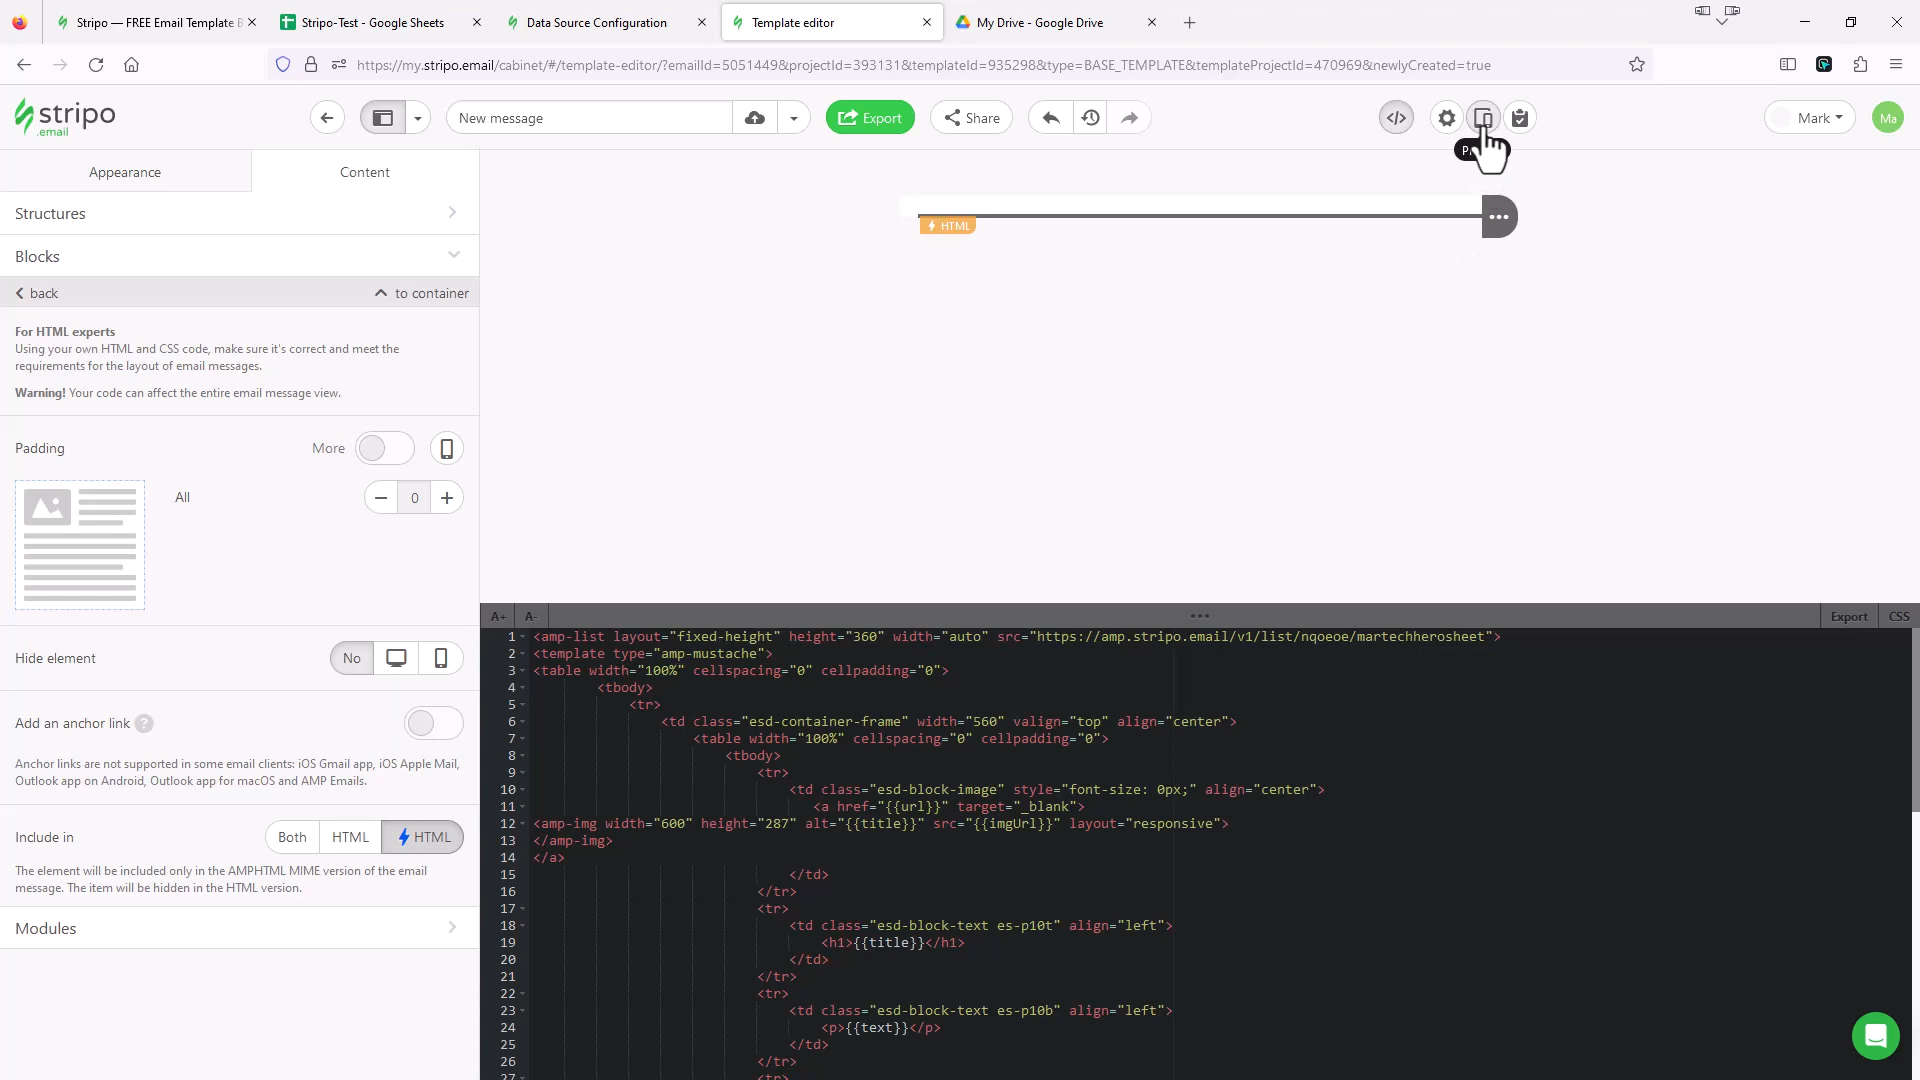 Stripo — FREE Email Template B
Stripo-Test - Google Sheets
Data Source Configuration
Template editor
My Drive - Google Drive
https://my.stripo.email/cabinet/#/template-editor/?emailId=5051449&projectId=393131&templateId=935298&type=BASE_TEMPLATE&templateProjectId=470969&newlyCreated=true
stripo
.email
New message
Export
Share
Mark
Ma
Appearance
Content
Structures
Blocks
back
to container
For HTML experts
Using your own HTML and CSS code, make sure it's correct and meet the
requirements for the layout of email messages.
Warning! Your code can affect the entire email message view.
Padding
More
All
0
Hide element
No
Add an anchor link ?
Anchor links are not supported in some email clients: iOS Gmail app, iOS Apple Mail,
Outlook app on Android, Outlook app for macOS and AMP Emails.
Include in
Both
HTML
HTML
The element will be included only in the AMPHTML MIME version of the email
message. The item will be hidden in the HTML version.
Modules
HTML
A+
A-
Export
CSS
1 <amp-list layout="fixed-height" height="360" width="auto" src="https://amp.stripo.email/v1/list/nqoeoe/martechherosheet">
2 <template type="amp-mustache">
3 <table width="100%" cellspacing="0" cellpadding="0">
4 <tbody>
5 <tr>
6 <td class="esd-container-frame" width="560" valign="top" align="center">
7 <table width="100%" cellspacing="0" cellpadding="0">
8 <tbody>
9 <tr>
10 <td class="esd-block-image" style="font-size: 0px;" align="center">
11 <a href="{{url}}" target="_blank">
12 <amp-img width="600" height="287" alt="{{title}}" src="{{imgUrl}}" layout="responsive">
13 </amp-img>
14 </a>
15 </td>
16 </tr>
17 <tr>
18 <td class="esd-block-text es-p10t" align="left">
19 <h1>{{title}}</h1>
20 </td>
21 </tr>
22 <tr>
23 <td class="esd-block-text es-p10b" align="left">
24 <p>{{text}}</p>
25 </td>
26 </tr>
27 <tr>